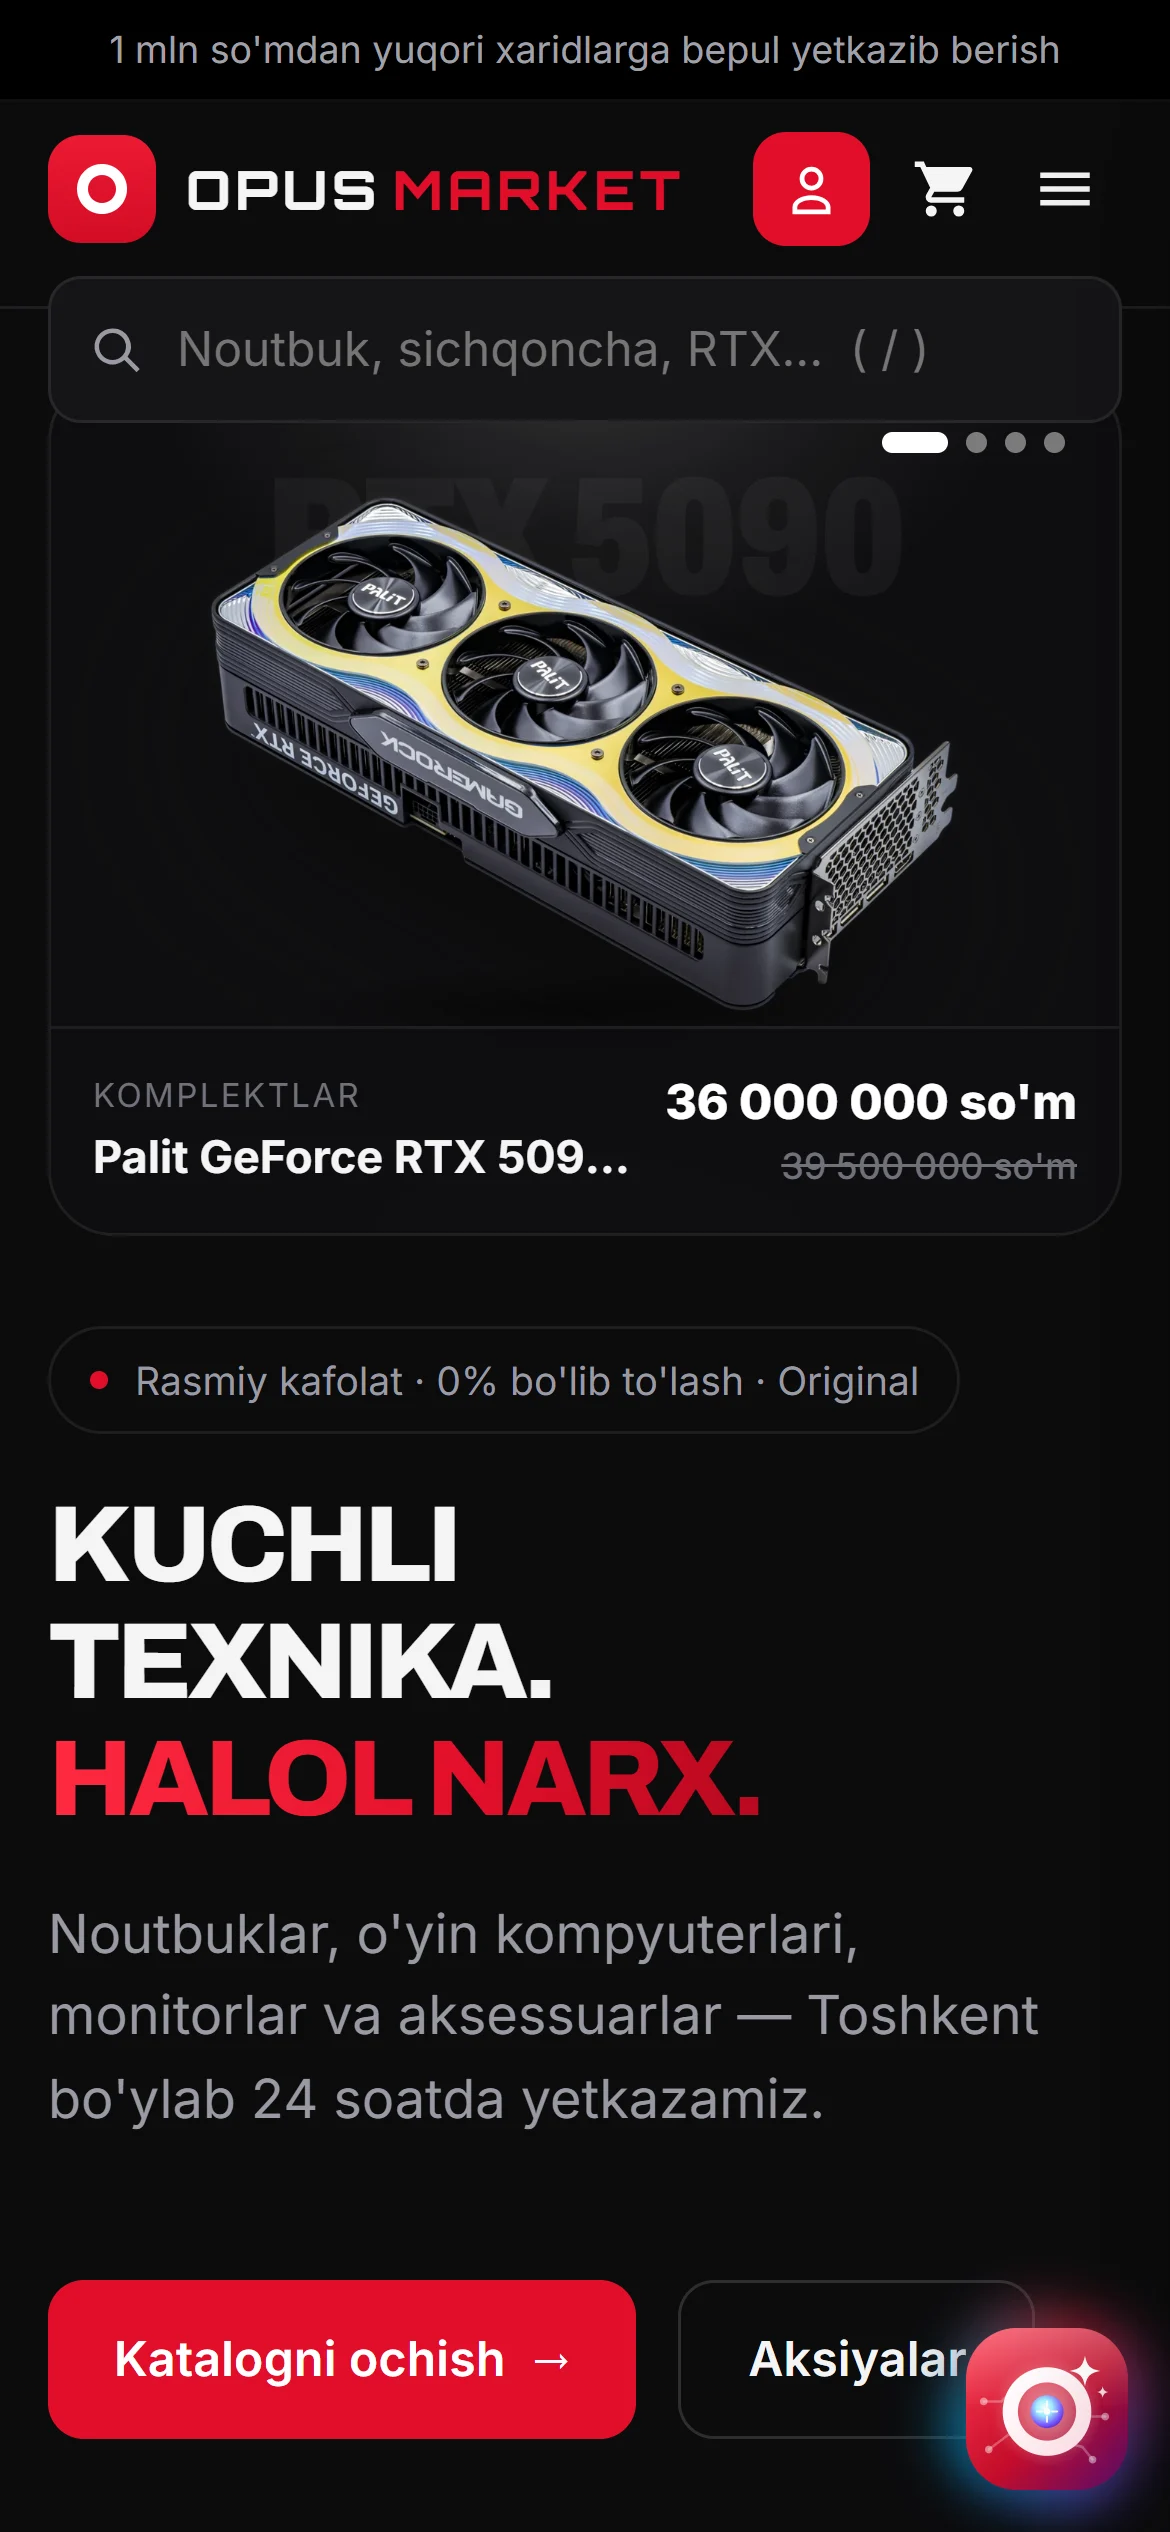 1 mln so'mdan yuqori xaridlarga bepul yetkazib berish
OPUS MARKET
Noutbuk, sichqoncha, RTX... ( / )
RTX 5090
PALiT
PALiT
PALiT
GEFORCE RTX
GAMEROCK
KOMPLEKTLAR
36 000 000 so'm
Palit GeForce RTX 509...
39 500 000 so'm
Rasmiy kafolat · 0% bo'lib to'lash · Original
KUCHLI
TEXNIKA.
HALOL NARX.
Noutbuklar, o'yin kompyuterlari,
monitorlar va aksessuarlar — Toshkent
bo'ylab 24 soatda yetkazamiz.
Katalogni ochish →
Aksiyalar